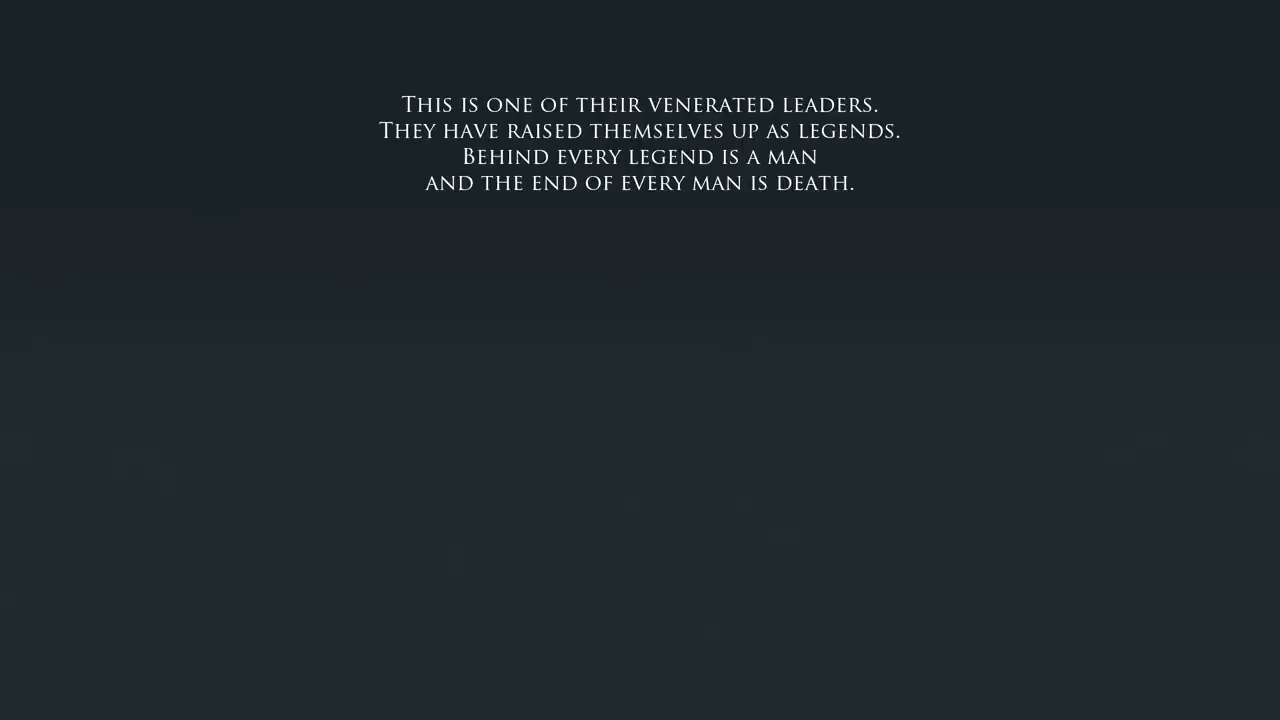 This is one of their venerated leaders.
They have raised themselves up as legends.
Behind every legend is a man
and the end of every man is death.